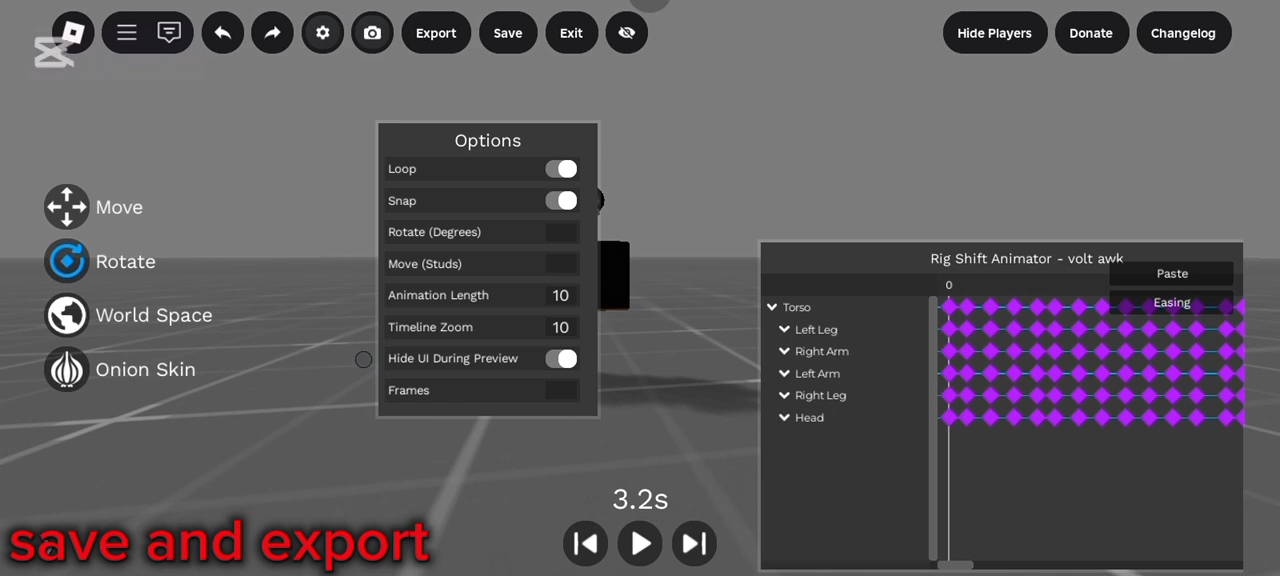 Export
Save
Exit
Hide Players
Donate
Changelog
Options
Loop
Snap
Rotate (Degrees)
Move (Studs)
Animation Length 10
Timeline Zoom 10
Hide UI During Preview
Frames
Move
Rotate
World Space
Onion Skin
Rig Shift Animator - volt awk
Paste
0
Easing
Torso
Left Leg
Right Arm
Left Arm
Right Leg
Head
3.2s
save and export